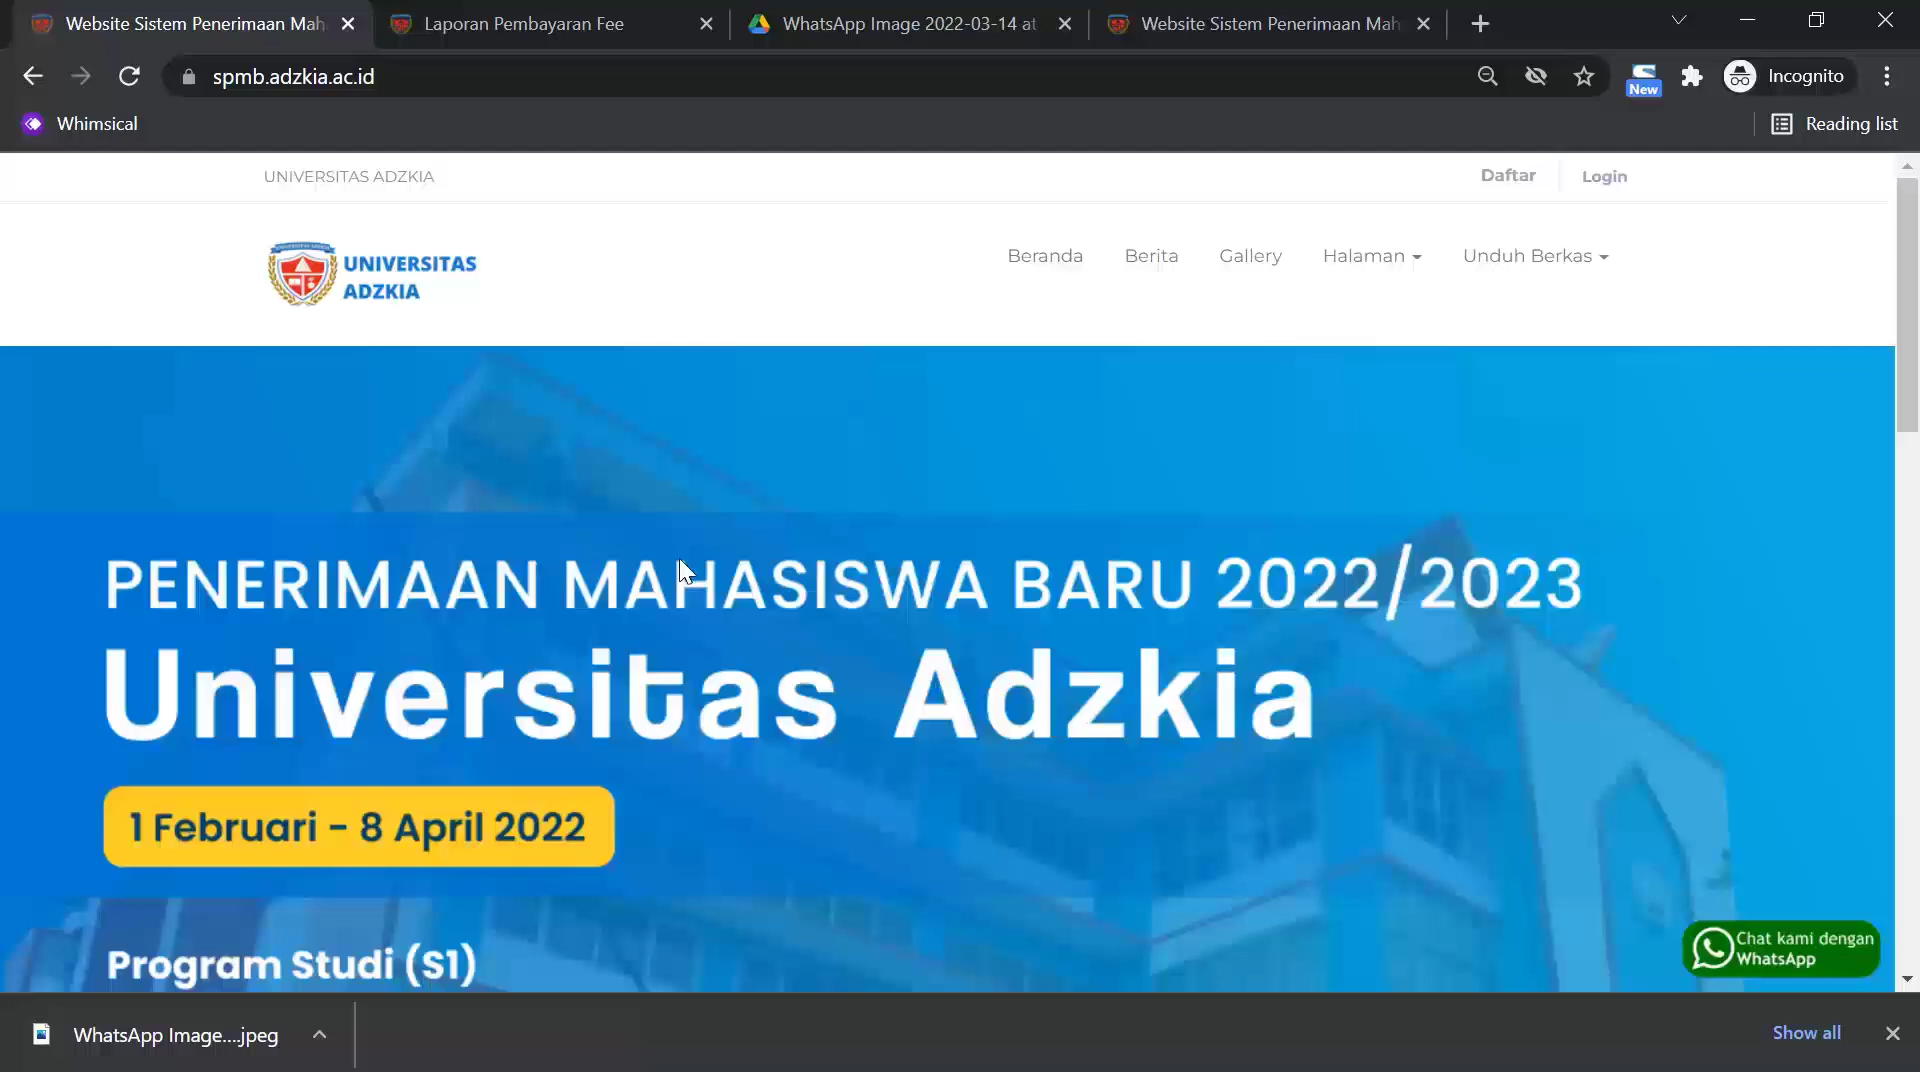 Website Sistem Penerimaan Mah
Laporan Pembayaran Fee
WhatsApp Image 2022-03-14 at
Website Sistem Penerimaan Mah
spmb.adzkia.ac.id
New
Incognito
Whimsical
Reading list
UNIVERSITAS ADZKIA
Daftar
Login
UNIVERSITAS
ADZKIA
Beranda
Berita
Gallery
Halaman
Unduh Berkas
PENERIMAAN MAHASISWA BARU 2022/2023
Universitas Adzkia
1 Februari - 8 April 2022
Program Studi (S1)
Chat kami dengan
WhatsApp
WhatsApp Image....jpeg
Show all